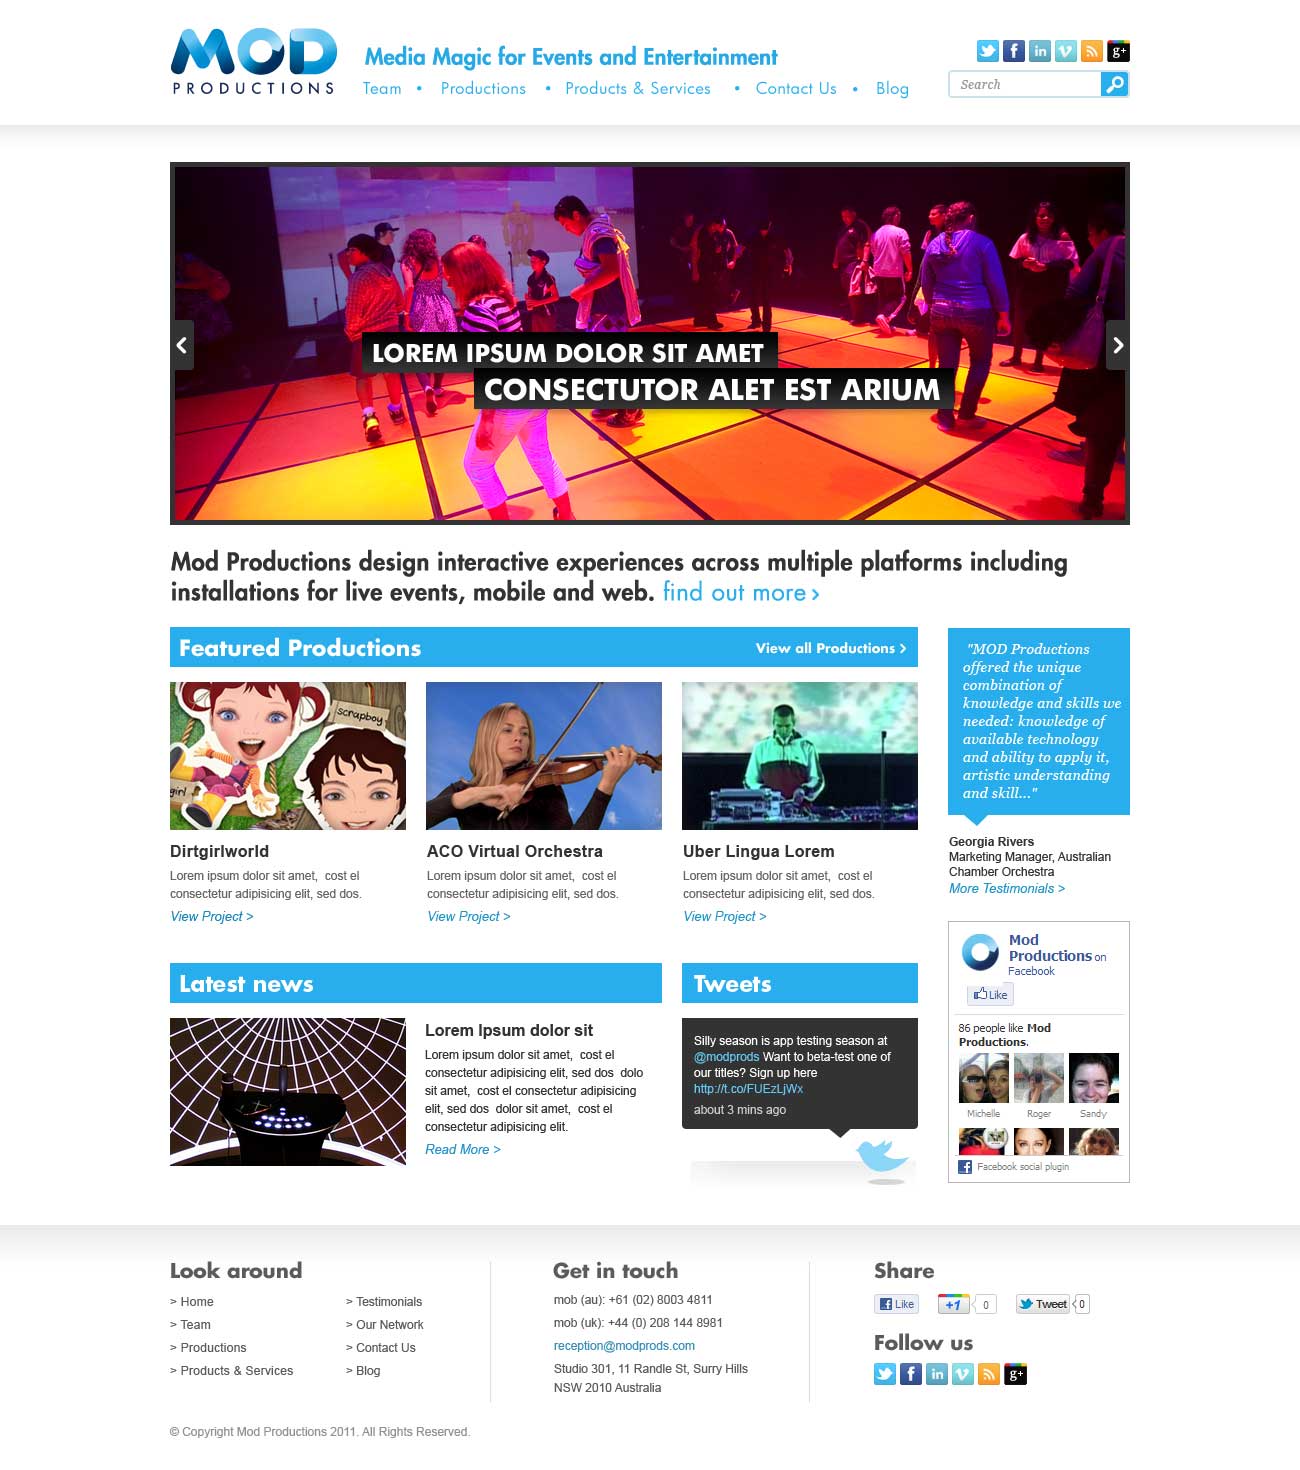 MOD
PRODUCTIONS
Media Magic for Events and Entertainment
Team • Productions • Products & Services • Contact Us • Blog
Search
LOREM IPSUM DOLOR SIT AMET
CONSECTUTOR ALET EST ARIUM
Mod Productions design interactive experiences across multiple platforms including
installations for live events, mobile and web. find out more ›
Featured Productions
View all Productions ›
scrapboy
girl
Dirtgirlworld
Lorem ipsum dolor sit amet, cost el
consectetur adipisicing elit, sed dos.
View Project >
ACO Virtual Orchestra
Lorem ipsum dolor sit amet, cost el
consectetur adipisicing elit, sed dos.
View Project >
Uber Lingua Lorem
Lorem ipsum dolor sit amet, cost el
consectetur adipisicing elit, sed dos.
View Project >
"MOD Productions
offered the unique
combination of
knowledge and skills we
needed: knowledge of
available technology
and ability to apply it,
artistic understanding
and skill..."
Georgia Rivers
Marketing Manager, Australian
Chamber Orchestra
More Testimonials >
Latest news
Lorem Ipsum dolor sit
Lorem ipsum dolor sit amet, cost el
consectetur adipisicing elit, sed dos dolo
sit amet, cost el consectetur adipisicing
elit, sed dos dolor sit amet, cost el
consectetur adipisicing elit.
Read More >
Tweets
Silly season is app testing season at
@modprods Want to beta-test one of
our titles? Sign up here
http://t.co/FUEzLjWx
about 3 mins ago
Mod
Productions on
Facebook
Like
86 people like Mod
Productions.
Michelle Roger Sandy
Facebook social plugin
Look around
> Home
> Team
> Productions
> Products & Services
> Testimonials
> Our Network
> Contact Us
> Blog
Get in touch
mob (au): +61 (02) 8003 4811
mob (uk): +44 (0) 208 144 8981
reception@modprods.com
Studio 301, 11 Randle St, Surry Hills
NSW 2010 Australia
Share
Like +1 0 Tweet 0
Follow us
© Copyright Mod Productions 2011. All Rights Reserved.